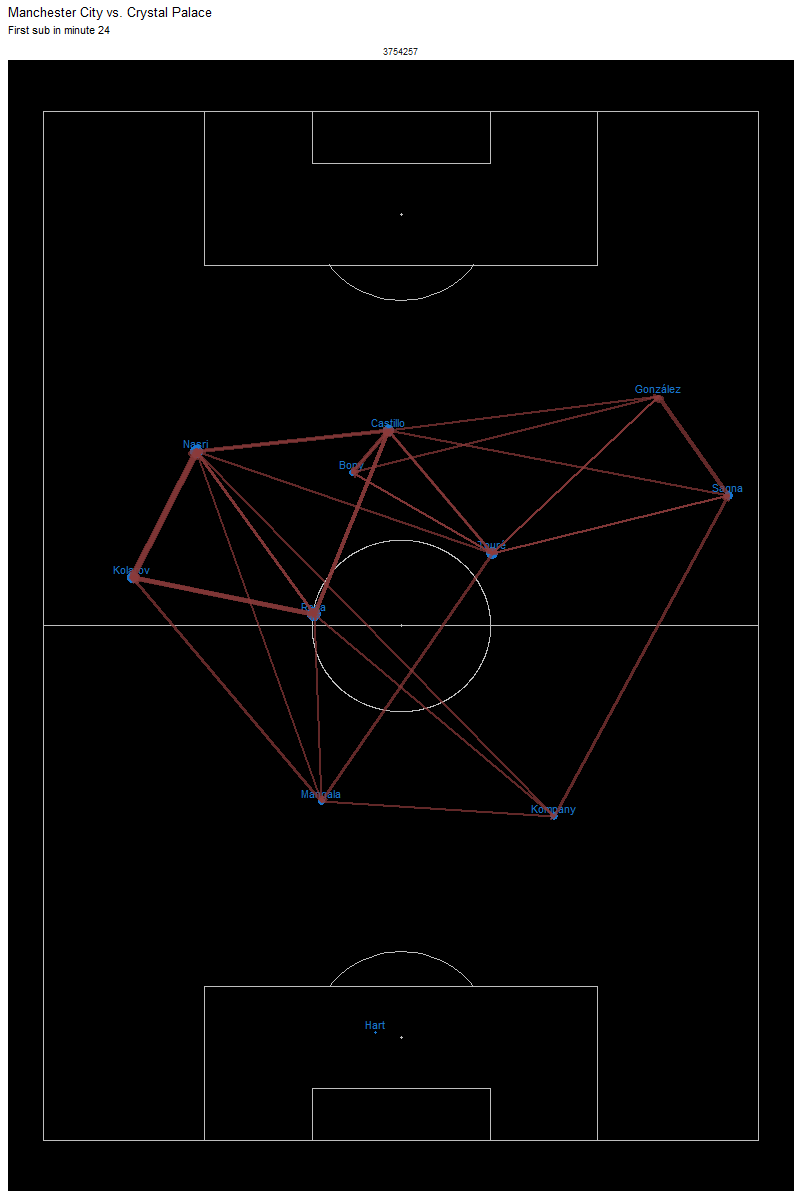 Manchester City vs. Crystal Palace
First sub in minute 24
3754257
González
Castillo
Nasri
Bony
Sagna
Touré
Kolarov
Mangala
Kompany
Hart